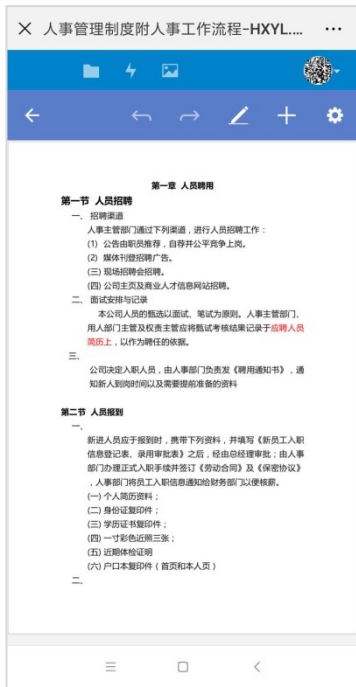 人事管理制度附人事工作流程-HXYL....
第一章 人员聘用
第一节 人员招聘
一、 招聘渠道
人事主管部门通过下列渠道，进行人员招聘工作：
(1) 公告由职员推荐，自荐并公平竞争上岗。
(2) 媒体刊登招聘广告。
(三) 现场招聘会招聘。
(四) 公司主页及商业人才信息网站招聘。
二、 面试安排与记录
本公司人员的甄选以面试、笔试为原则。人事主管部门、
用人部门主管及权责主管应将甄试考核结果记录于应聘人员
简历上，以作为聘任的依据。
三、
公司决定入职人员，由人事部门负责发《聘用通知书》，通
知新人到岗时间以及需要提前准备的资料
第二节 人员报到
一、
新进人员应于报到时，携带下列资料，并填写《新员工入职
信息登记表、录用审批表》之后，经由总经理审批；由人事
部门办理正式入职手续并签订《劳动合同》及《保密协议》
，人事部门将员工入职信息通知给财务部门以便核薪。
(一) 个人简历资料；
(二) 身份证复印件；
(三) 学历证书复印件；
(四) 一寸彩色近照三张；
(五) 近期体检证明
(六) 户口本复印件（首页和本人页）
二、